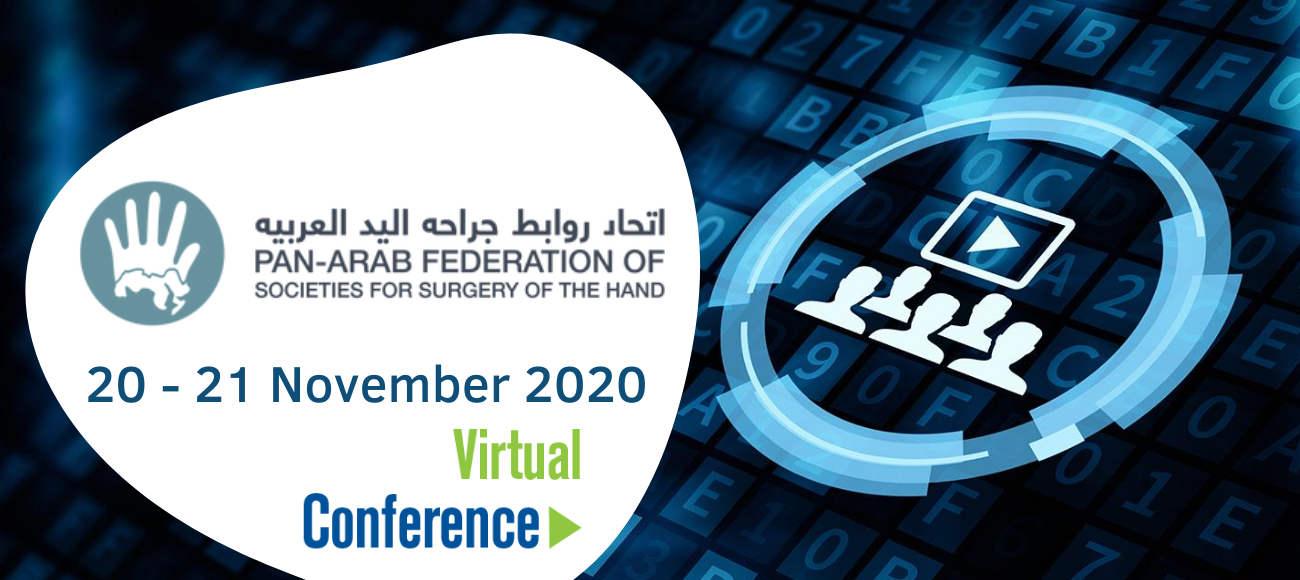 اتحاد روابط جراحه اليد العربيه
PAN-ARAB FEDERATION OF
SOCIETIES FOR SURGERY OF THE HAND
20 - 21 November 2020
Virtual
Conference